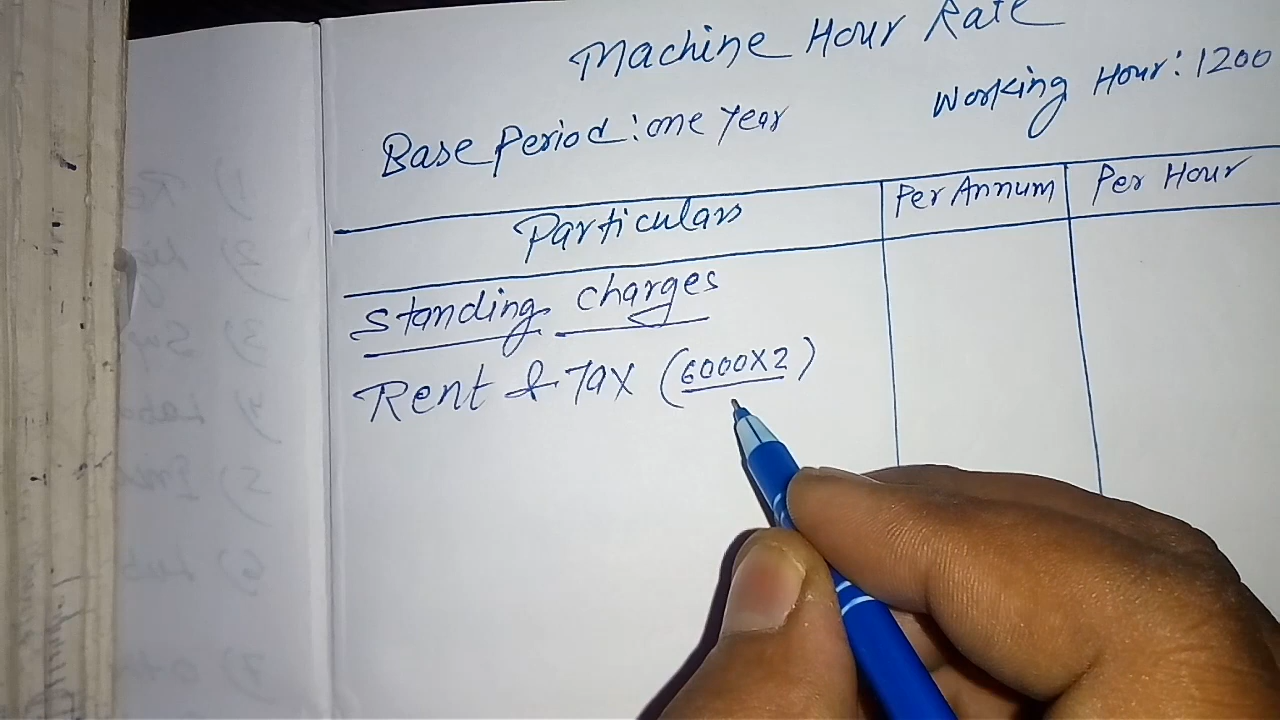 Machine Hour Rate
Base Period: one Year Working Hour: 1200
Particulars Per Annum Per Hour
Standing Charges
Rent & Tax (6000X2)